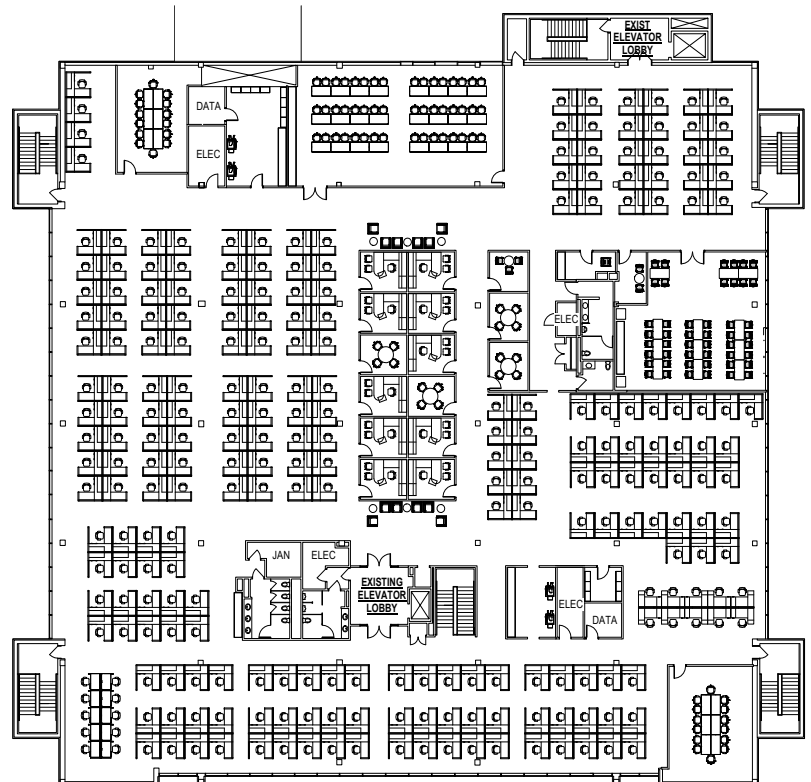 EXIST
ELEVATOR
LOBBY
DATA
ELEC
ELEC
JAN
ELEC
EXISTING
ELEVATOR
LOBBY
ELEC
DATA